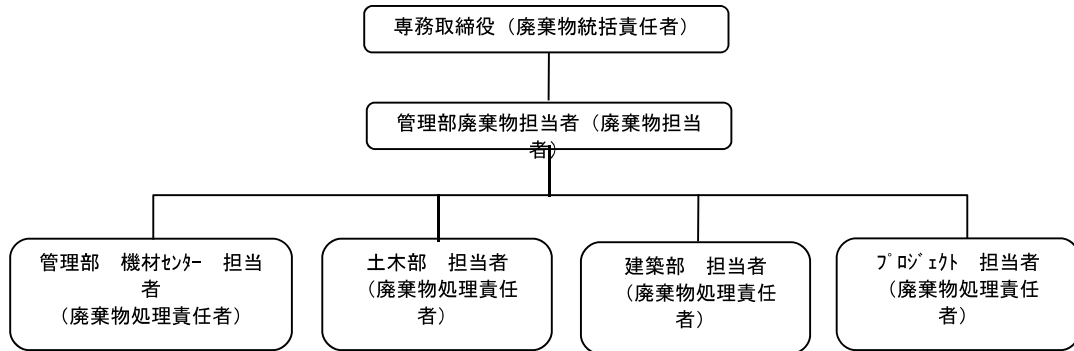 専務取締役（廃棄物統括責任者）
管理部廃棄物担当者（廃棄物担当
者）
管理部　機材ｾﾝﾀｰ　担当
者
（廃棄物処理責任者）
土木部　担当者
（廃棄物処理責任
者）
建築部　担当者
（廃棄物処理責任
者）
ﾌﾟﾛｼﾞｪｸﾄ　担当者
（廃棄物処理責任
者）